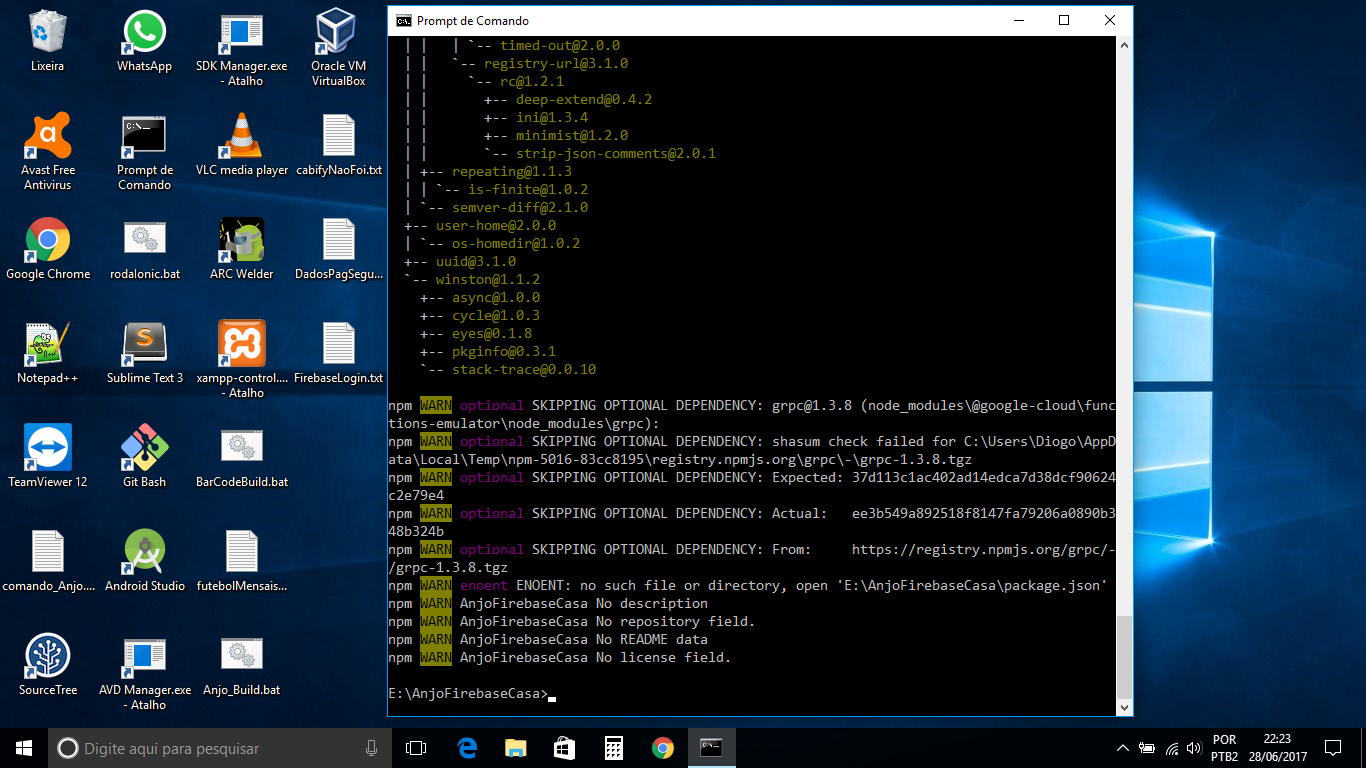 Lixeira
WhatsApp
SDK Manager.exe
- Atalho
Oracle VM
VirtualBox
Avast Free
Antivirus
Prompt de
Comando
VLC media player
cabifyNaoFoi.txt
Google Chrome
rodaIonic.bat
ARC Welder
DadosPagSegu...
Notepad++
Sublime Text 3
xampp-control....
- Atalho
FirebaseLogin.txt
TeamViewer 12
Git Bash
BarCodeBuild.bat
comando_Anjo....
Android Studio
futebolMensais...
SourceTree
AVD Manager.exe
- Atalho
Anjo_Build.bat
Prompt de Comando
| |   | `-- timed-out@2.0.0
| |   `-- registry-url@3.1.0
| |     `-- rc@1.2.1
| |       +-- deep-extend@0.4.2
| |       +-- ini@1.3.4
| |       +-- minimist@1.2.0
| |       `-- strip-json-comments@2.0.1
| +-- repeating@1.1.3
| | `-- is-finite@1.0.2
| `-- semver-diff@2.1.0
+-- user-home@2.0.0
| `-- os-homedir@1.0.2
+-- uuid@3.1.0
`-- winston@1.1.2
  +-- async@1.0.0
  +-- cycle@1.0.3
  +-- eyes@0.1.8
  +-- pkginfo@0.3.1
  `-- stack-trace@0.0.10
npm WARN optional SKIPPING OPTIONAL DEPENDENCY: grpc@1.3.8 (node_modules\@google-cloud\func
tions-emulator\node_modules\grpc):
npm WARN optional SKIPPING OPTIONAL DEPENDENCY: shasum check failed for C:\Users\Diogo\AppD
ata\Local\Temp\npm-5016-83cc8195\registry.npmjs.org\grpc\-\grpc-1.3.8.tgz
npm WARN optional SKIPPING OPTIONAL DEPENDENCY: Expected: 37d113c1ac402ad14edca7d38dcf90624
c2e79e4
npm WARN optional SKIPPING OPTIONAL DEPENDENCY: Actual:   ee3b549a892518f8147fa79206a0890b3
48b324b
npm WARN optional SKIPPING OPTIONAL DEPENDENCY: From:     https://registry.npmjs.org/grpc/-
/grpc-1.3.8.tgz
npm WARN enoent ENOENT: no such file or directory, open 'E:\AnjoFirebaseCasa\package.json'
npm WARN AnjoFirebaseCasa No description
npm WARN AnjoFirebaseCasa No repository field.
npm WARN AnjoFirebaseCasa No README data
npm WARN AnjoFirebaseCasa No license field.
E:\AnjoFirebaseCasa>
Digite aqui para pesquisar
POR
PTB2
22:23
28/06/2017